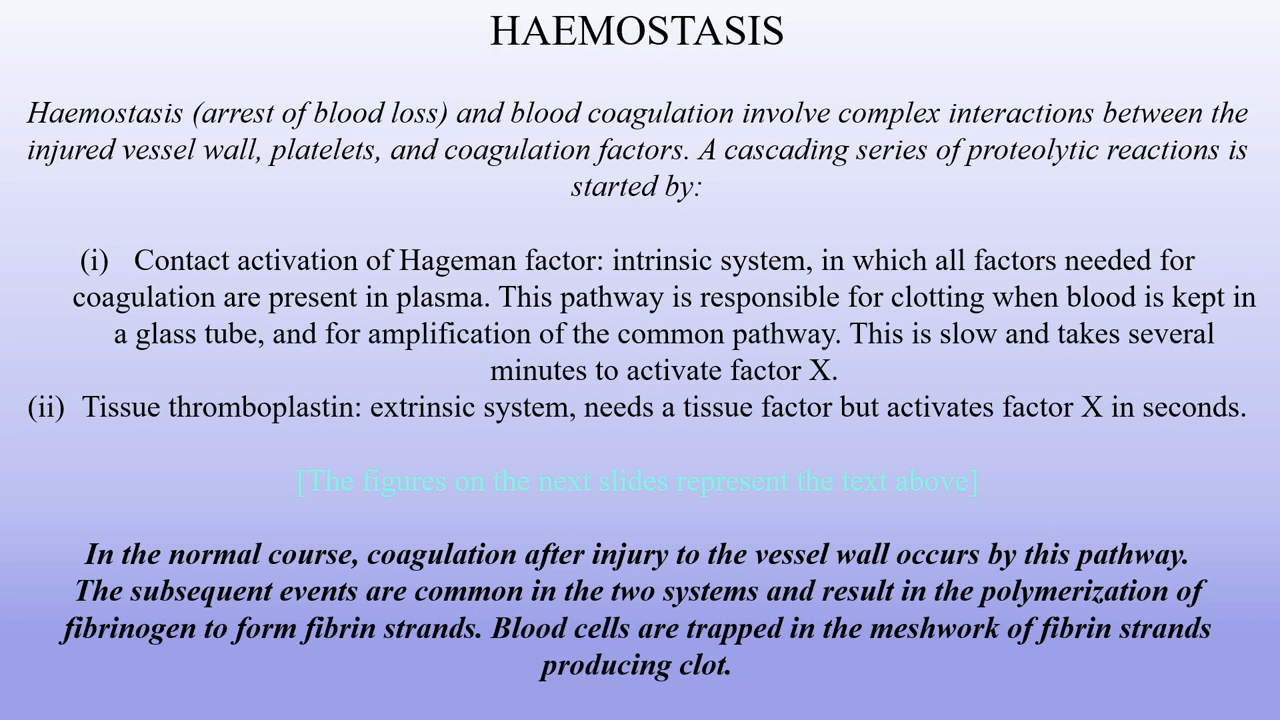 HAEMOSTASIS
Haemostasis (arrest of blood loss) and blood coagulation involve complex interactions between the
injured vessel wall, platelets, and coagulation factors. A cascading series of proteolytic reactions is
started by:
(i) Contact activation of Hageman factor: intrinsic system, in which all factors needed for
coagulation are present in plasma. This pathway is responsible for clotting when blood is kept in
a glass tube, and for amplification of the common pathway. This is slow and takes several
minutes to activate factor X.
(ii) Tissue thromboplastin: extrinsic system, needs a tissue factor but activates factor X in seconds.
[The figures on the next slides represent the text above]
In the normal course, coagulation after injury to the vessel wall occurs by this pathway.
The subsequent events are common in the two systems and result in the polymerization of
fibrinogen to form fibrin strands. Blood cells are trapped in the meshwork of fibrin strands
producing clot.